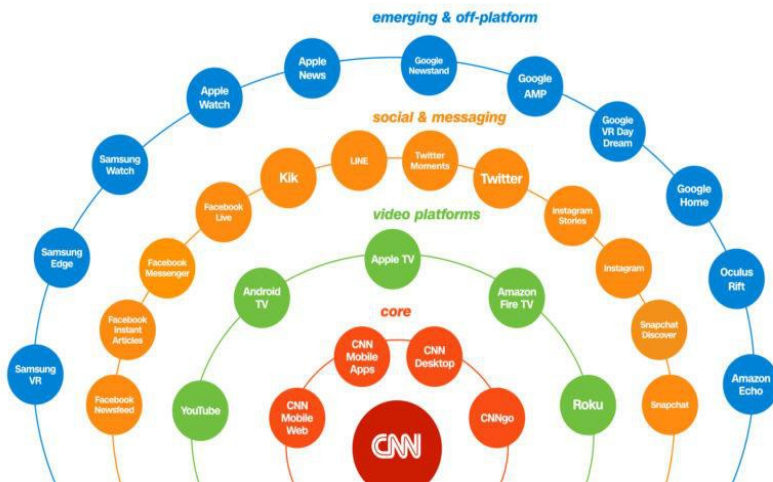 emerging & off-platform
Samsung
VR
Samsung
Edge
Samsung
Watch
Apple
Watch
Apple
News
Google
Newstand
Google
AMP
Google
VR Day
Dream
Google
Home
Oculus
Rift
Amazon
Echo
social & messaging
Facebook
Newsfeed
Facebook
Instant
Articles
Facebook
Messenger
Facebook
Live
Kik
LINE
Twitter
Moments
Twitter
Instagram
Stories
Instagram
Snapchat
Discover
Snapchat
video platforms
YouTube
Android
TV
Apple TV
Amazon
Fire TV
Roku
core
CNN
Mobile
Web
CNN
Mobile
Apps
CNN
Desktop
CNNgo
CNN